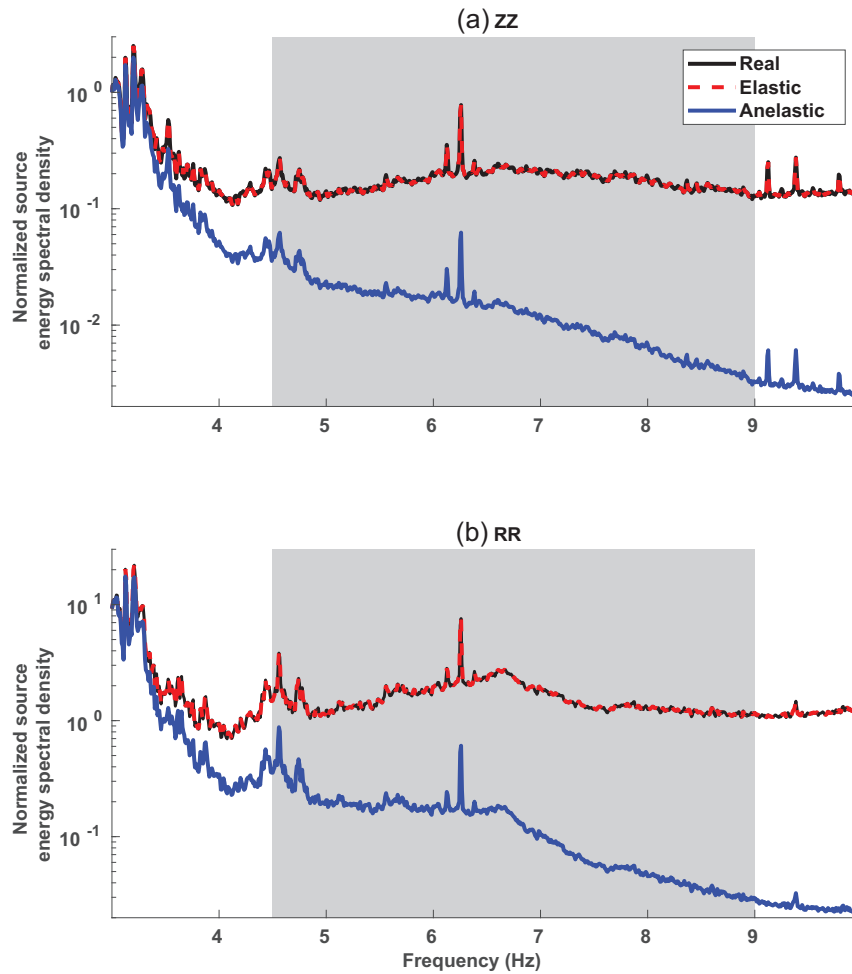 (a) ZZ
Normalized source
energy spectral density
10^0
10^-1
10^-2
Real
Elastic
Anelastic
4 5 6 7 8 9
(b) RR
Normalized source
energy spectral density
10^1
10^0
10^-1
4 5 6 7 8 9
Frequency (Hz)